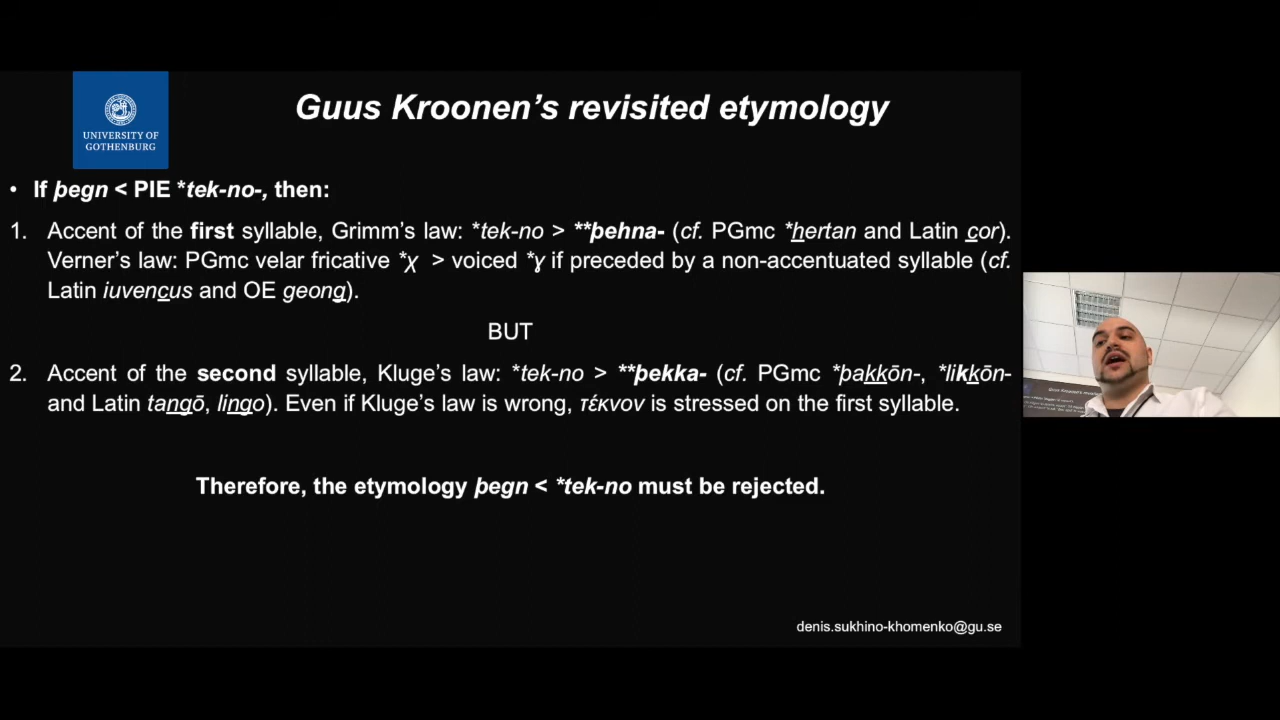 UNIVERSITY OF
GOTHENBURG
Guus Kroonen's revisited etymology
• If þegn < PIE *tek-no-, then:
1. Accent of the first syllable, Grimm's law: *tek-no > **þehna- (cf. PGmc *hertan and Latin cor).
Verner's law: PGmc velar fricative *χ > voiced *ɣ if preceded by a non-accentuated syllable (cf.
Latin iuvencus and OE geong).
BUT
2. Accent of the second syllable, Kluge's law: *tek-no > **þekka- (cf. PGmc *þakkōn-, *likkōn-
and Latin tangō, lingo). Even if Kluge's law is wrong, τέκνον is stressed on the first syllable.
Therefore, the etymology þegn < *tek-no must be rejected.
denis.sukhino-khomenko@gu.se